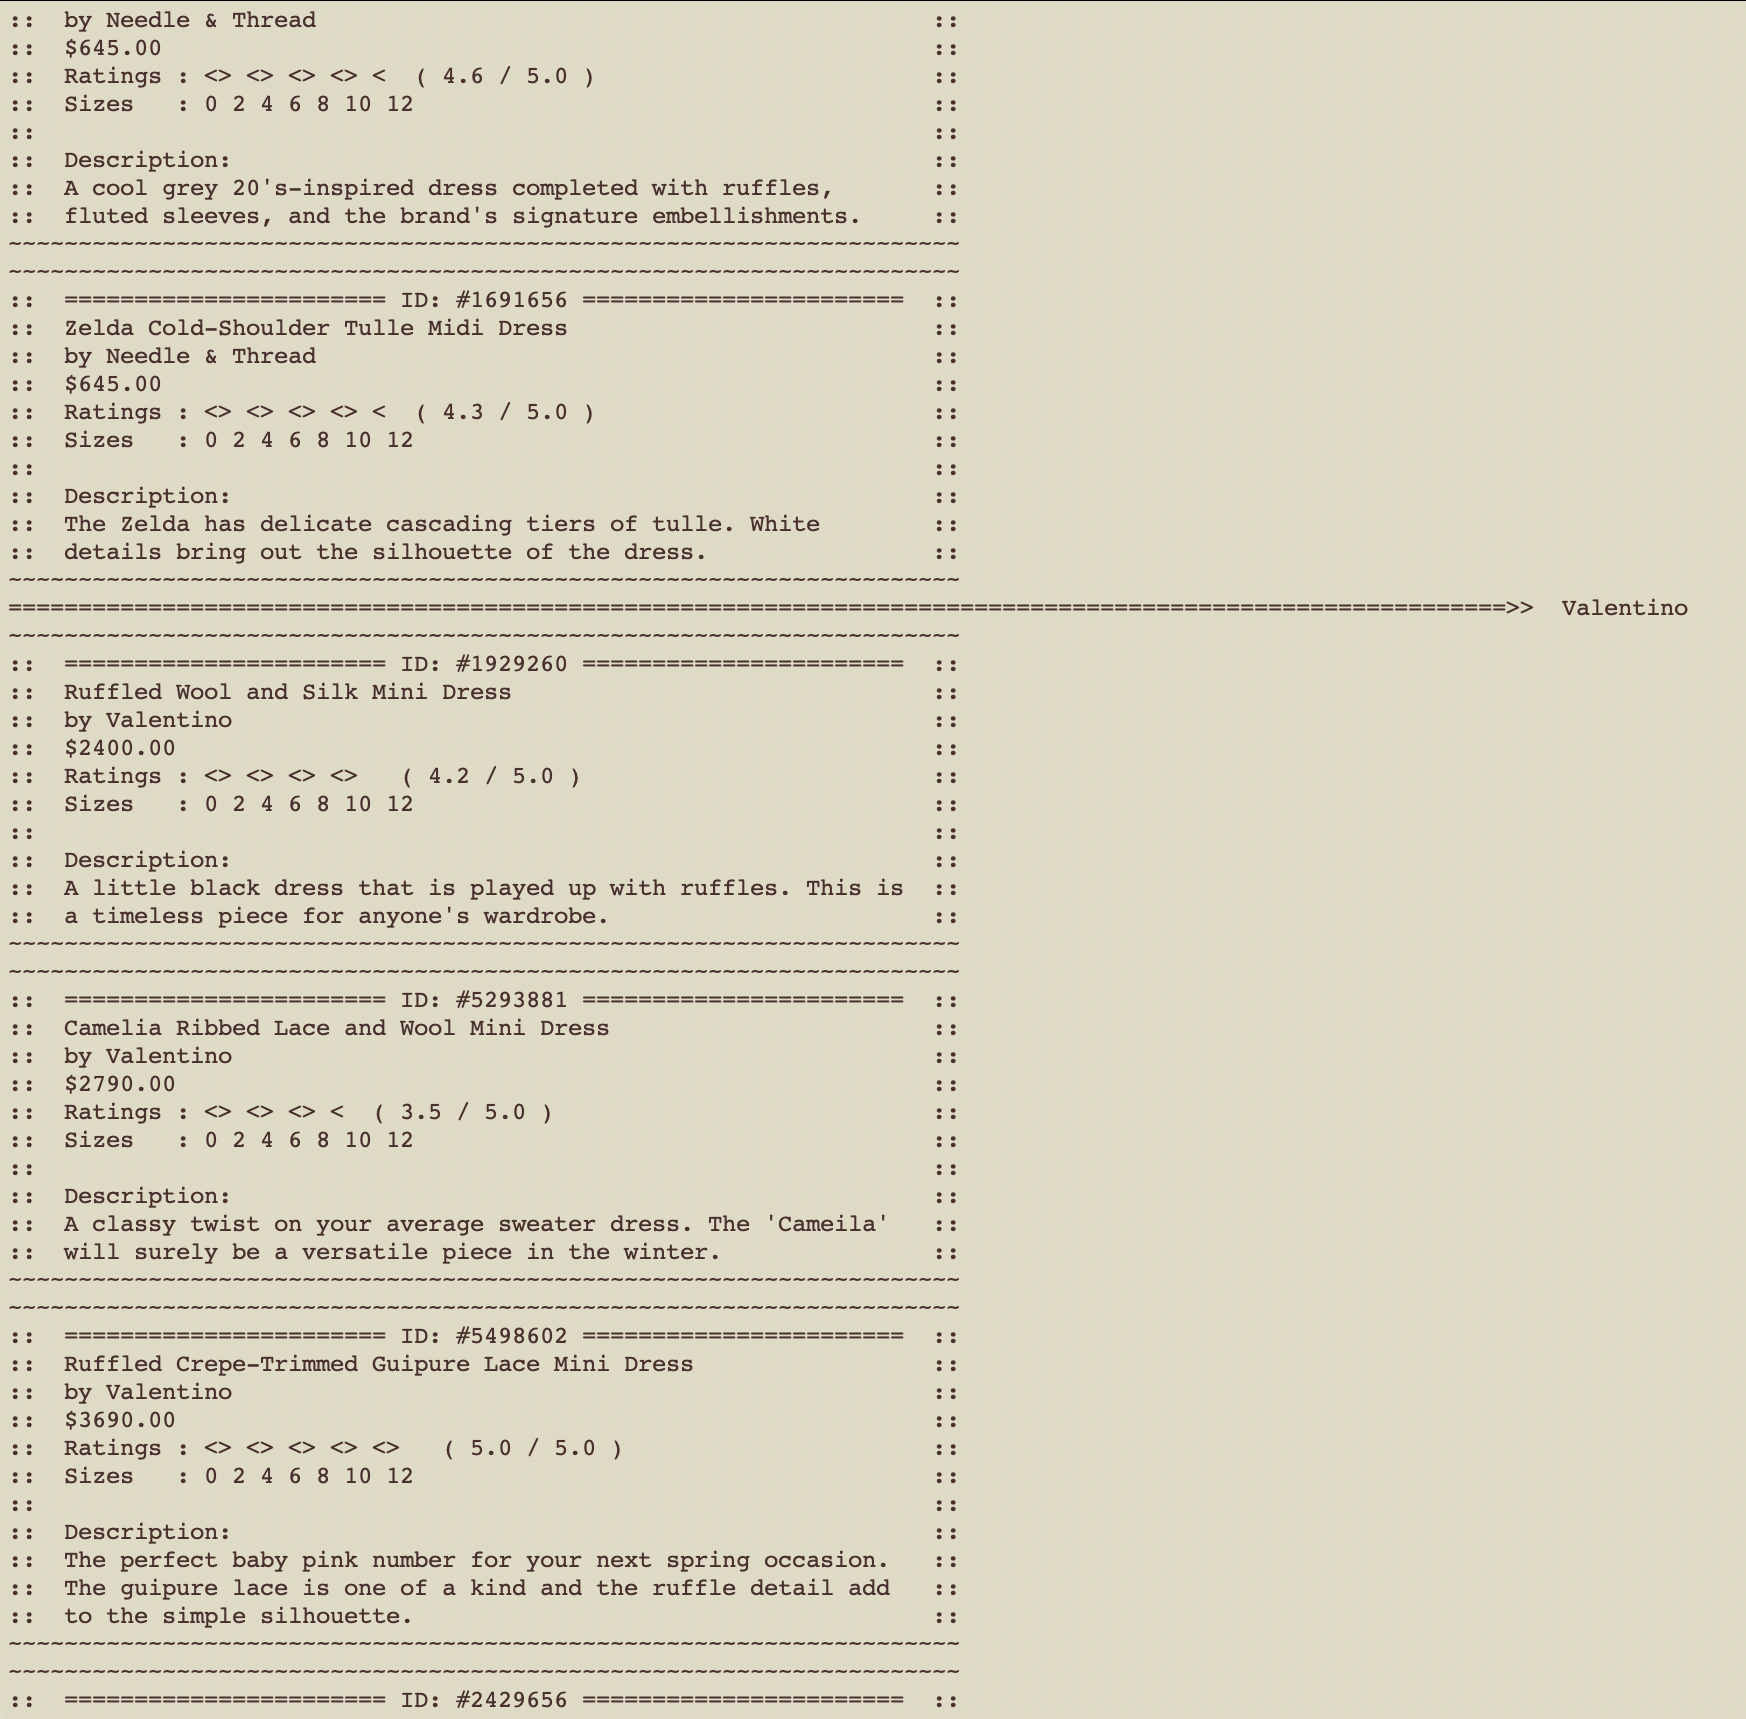 ::  by Needle & Thread                                            ::
::  $645.00                                                       ::
::  Ratings : <> <> <> <> <  ( 4.6 / 5.0 )                        ::
::  Sizes   : 0 2 4 6 8 10 12                                     ::
::                                                                ::
::  Description:                                                  ::
::  A cool grey 20's-inspired dress completed with ruffles,       ::
::  fluted sleeves, and the brand's signature embellishments.     ::
~~~~~~~~~~~~~~~~~~~~~~~~~~~~~~~~~~~~~~~~~~~~~~~~~~~~~~~~~~~~~~~~~~~~
~~~~~~~~~~~~~~~~~~~~~~~~~~~~~~~~~~~~~~~~~~~~~~~~~~~~~~~~~~~~~~~~~~~~
::  ======================= ID: #1691656 =======================  ::
::  Zelda Cold-Shoulder Tulle Midi Dress                          ::
::  by Needle & Thread                                            ::
::  $645.00                                                       ::
::  Ratings : <> <> <> <> <  ( 4.3 / 5.0 )                        ::
::  Sizes   : 0 2 4 6 8 10 12                                     ::
::                                                                ::
::  Description:                                                  ::
::  The Zelda has delicate cascading tiers of tulle. White        ::
::  details bring out the silhouette of the dress.                ::
~~~~~~~~~~~~~~~~~~~~~~~~~~~~~~~~~~~~~~~~~~~~~~~~~~~~~~~~~~~~~~~~~~~~
===========================================================================================================>>  Valentino
~~~~~~~~~~~~~~~~~~~~~~~~~~~~~~~~~~~~~~~~~~~~~~~~~~~~~~~~~~~~~~~~~~~~
::  ======================= ID: #1929260 =======================  ::
::  Ruffled Wool and Silk Mini Dress                              ::
::  by Valentino                                                  ::
::  $2400.00                                                      ::
::  Ratings : <> <> <> <>   ( 4.2 / 5.0 )                         ::
::  Sizes   : 0 2 4 6 8 10 12                                     ::
::                                                                ::
::  Description:                                                  ::
::  A little black dress that is played up with ruffles. This is  ::
::  a timeless piece for anyone's wardrobe.                       ::
~~~~~~~~~~~~~~~~~~~~~~~~~~~~~~~~~~~~~~~~~~~~~~~~~~~~~~~~~~~~~~~~~~~~
~~~~~~~~~~~~~~~~~~~~~~~~~~~~~~~~~~~~~~~~~~~~~~~~~~~~~~~~~~~~~~~~~~~~
::  ======================= ID: #5293881 =======================  ::
::  Camelia Ribbed Lace and Wool Mini Dress                       ::
::  by Valentino                                                  ::
::  $2790.00                                                      ::
::  Ratings : <> <> <> <  ( 3.5 / 5.0 )                           ::
::  Sizes   : 0 2 4 6 8 10 12                                     ::
::                                                                ::
::  Description:                                                  ::
::  A classy twist on your average sweater dress. The 'Cameila'   ::
::  will surely be a versatile piece in the winter.               ::
~~~~~~~~~~~~~~~~~~~~~~~~~~~~~~~~~~~~~~~~~~~~~~~~~~~~~~~~~~~~~~~~~~~~
~~~~~~~~~~~~~~~~~~~~~~~~~~~~~~~~~~~~~~~~~~~~~~~~~~~~~~~~~~~~~~~~~~~~
::  ======================= ID: #5498602 =======================  ::
::  Ruffled Crepe-Trimmed Guipure Lace Mini Dress                 ::
::  by Valentino                                                  ::
::  $3690.00                                                      ::
::  Ratings : <> <> <> <> <>   ( 5.0 / 5.0 )                      ::
::  Sizes   : 0 2 4 6 8 10 12                                     ::
::                                                                ::
::  Description:                                                  ::
::  The perfect baby pink number for your next spring occasion.   ::
::  The guipure lace is one of a kind and the ruffle detail add   ::
::  to the simple silhouette.                                     ::
~~~~~~~~~~~~~~~~~~~~~~~~~~~~~~~~~~~~~~~~~~~~~~~~~~~~~~~~~~~~~~~~~~~~
~~~~~~~~~~~~~~~~~~~~~~~~~~~~~~~~~~~~~~~~~~~~~~~~~~~~~~~~~~~~~~~~~~~~
::  ======================= ID: #2429656 =======================  ::